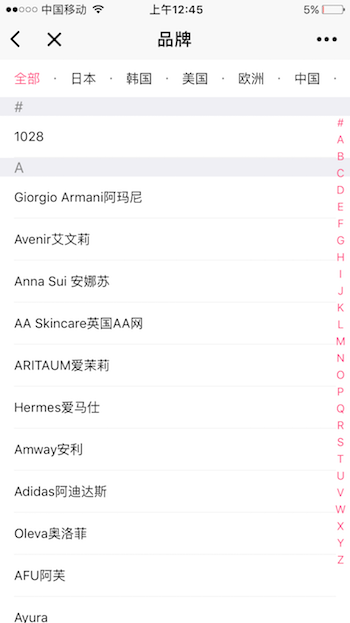 中国移动 上午12:45 5%
品牌
全部 · 日本 · 韩国 · 美国 · 欧洲 · 中国 ·
#
1028
A
Giorgio Armani阿玛尼
Avenir艾文莉
Anna Sui 安娜苏
AA Skincare英国AA网
ARITAUM爱茉莉
Hermes爱马仕
Amway安利
Adidas阿迪达斯
Oleva奥洛菲
AFU阿芙
Ayura
#
A
B
C
D
E
F
G
H
I
J
K
L
M
N
O
P
Q
R
S
T
U
V
W
X
Y
Z